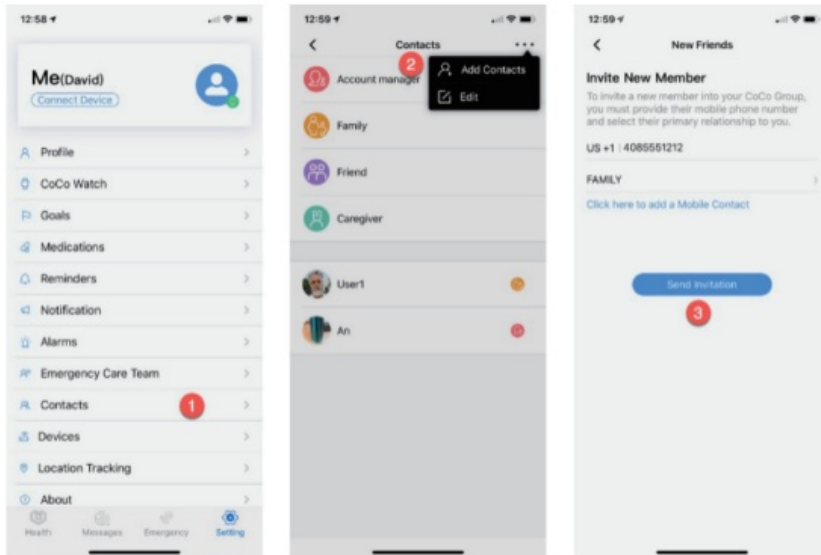 12:58
Me(David)
Connect Device
Profile
CoCo Watch
Goals
Medications
Reminders
Notification
Alarms
Emergency Care Team
Contacts
1
Devices
Location Tracking
About
Health
Messages
Emergency
Setting
12:59
Contacts
2
Add Contacts
Edit
Account manager
Family
Friend
Caregiver
User1
An
12:59
New Friends
Invite New Member
To invite a new member into your CoCo Group,
you must provide their mobile phone number
and select their primary relationship to you.
US +1 4085551212
FAMILY
Click here to add a Mobile Contact
Send Invitation
3